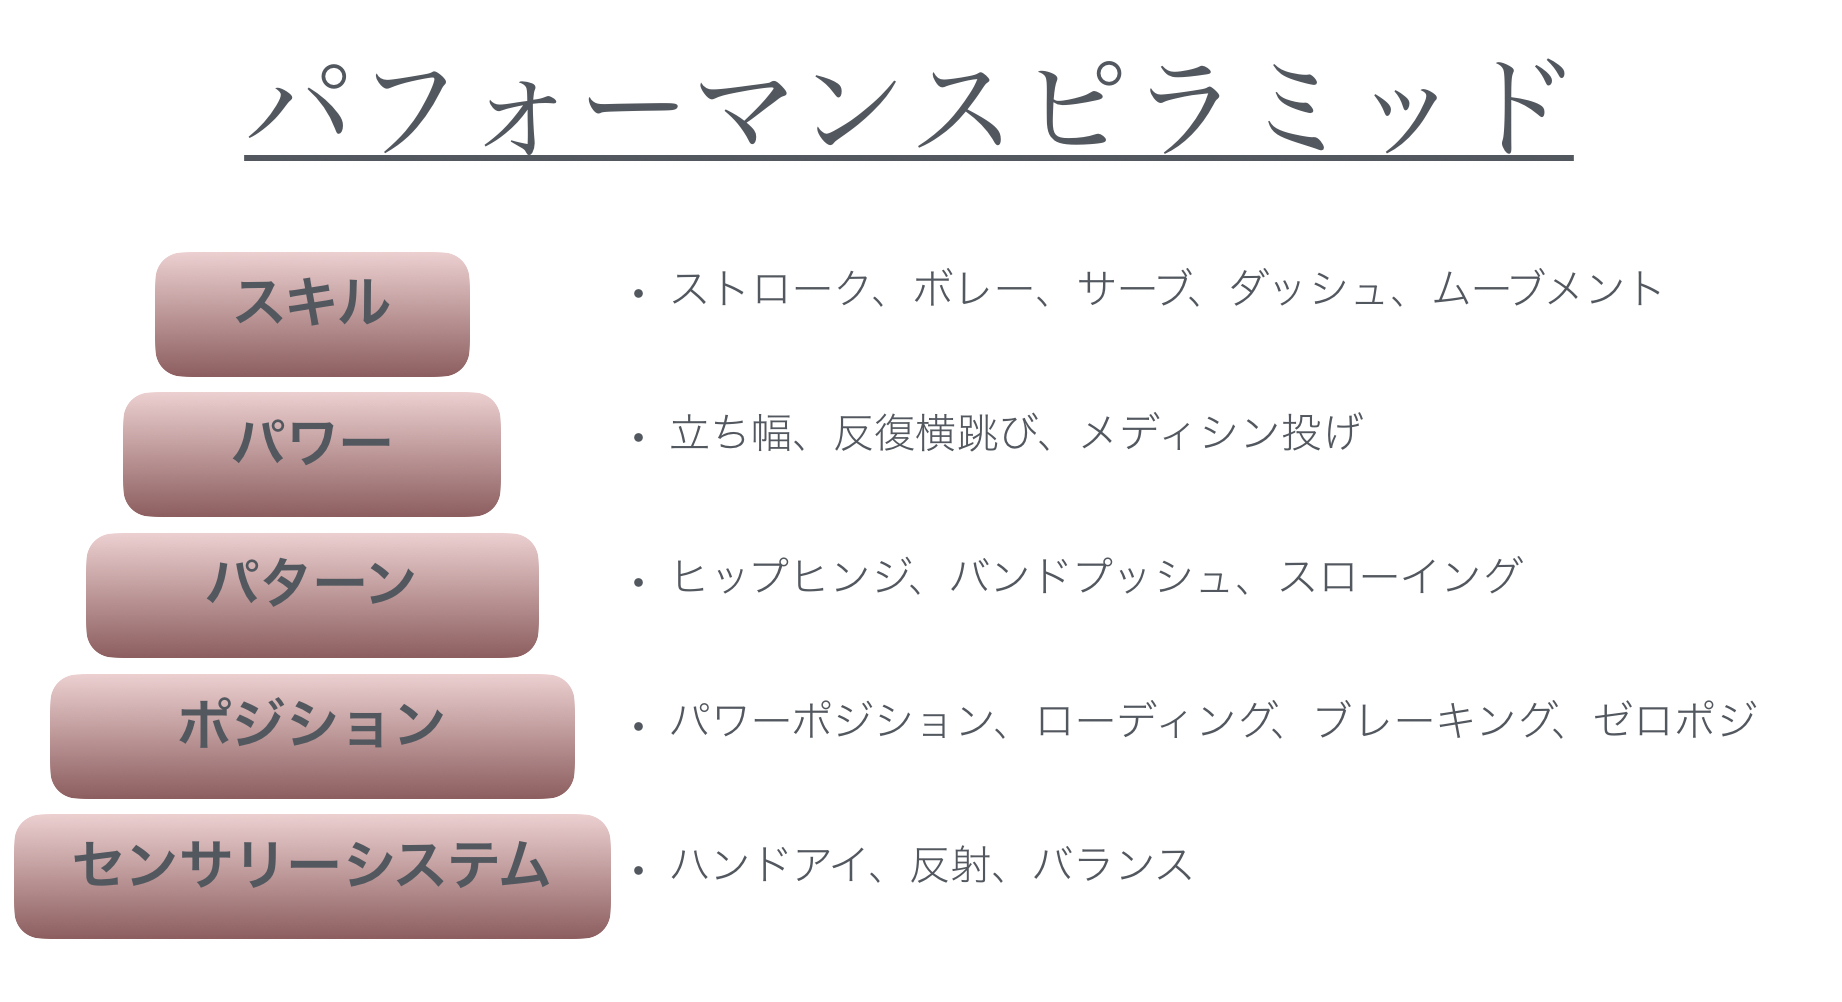 パフォーマンスピラミッド
スキル
• ストローク、ボレー、サーブ、ダッシュ、ムーブメント
パワー
• 立ち幅、反復横跳び、メディシン投げ
パターン
• ヒップヒンジ、バンドプッシュ、スローイング
ポジション
• パワーポジション、ローディング、ブレーキング、ゼロポジ
センサリーシステム
• ハンドアイ、反射、バランス